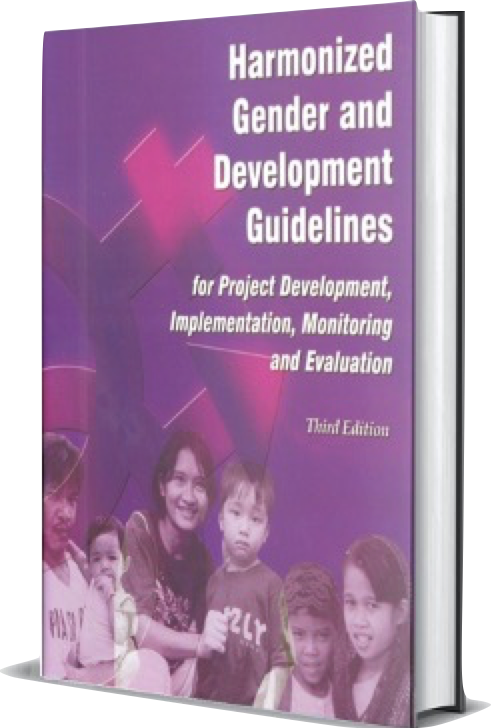 Harmonized
Gender and
Development
Guidelines
for Project Development,
Implementation, Monitoring
and Evaluation
Third Edition